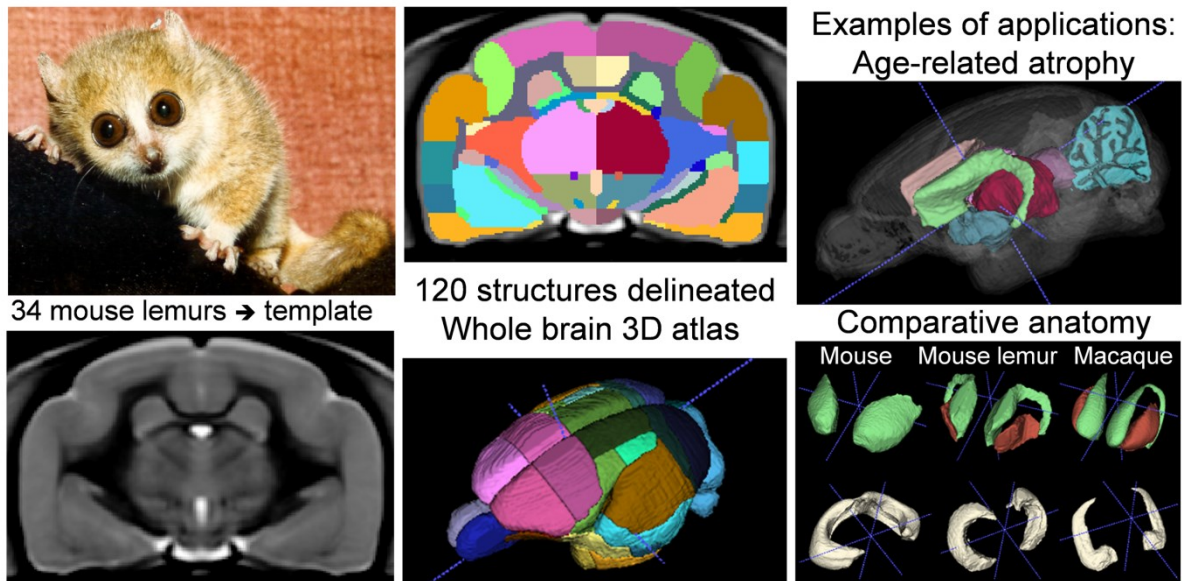 34 mouse lemurs → template
120 structures delineated
Whole brain 3D atlas
Examples of applications:
Age-related atrophy
Comparative anatomy
Mouse Mouse lemur Macaque